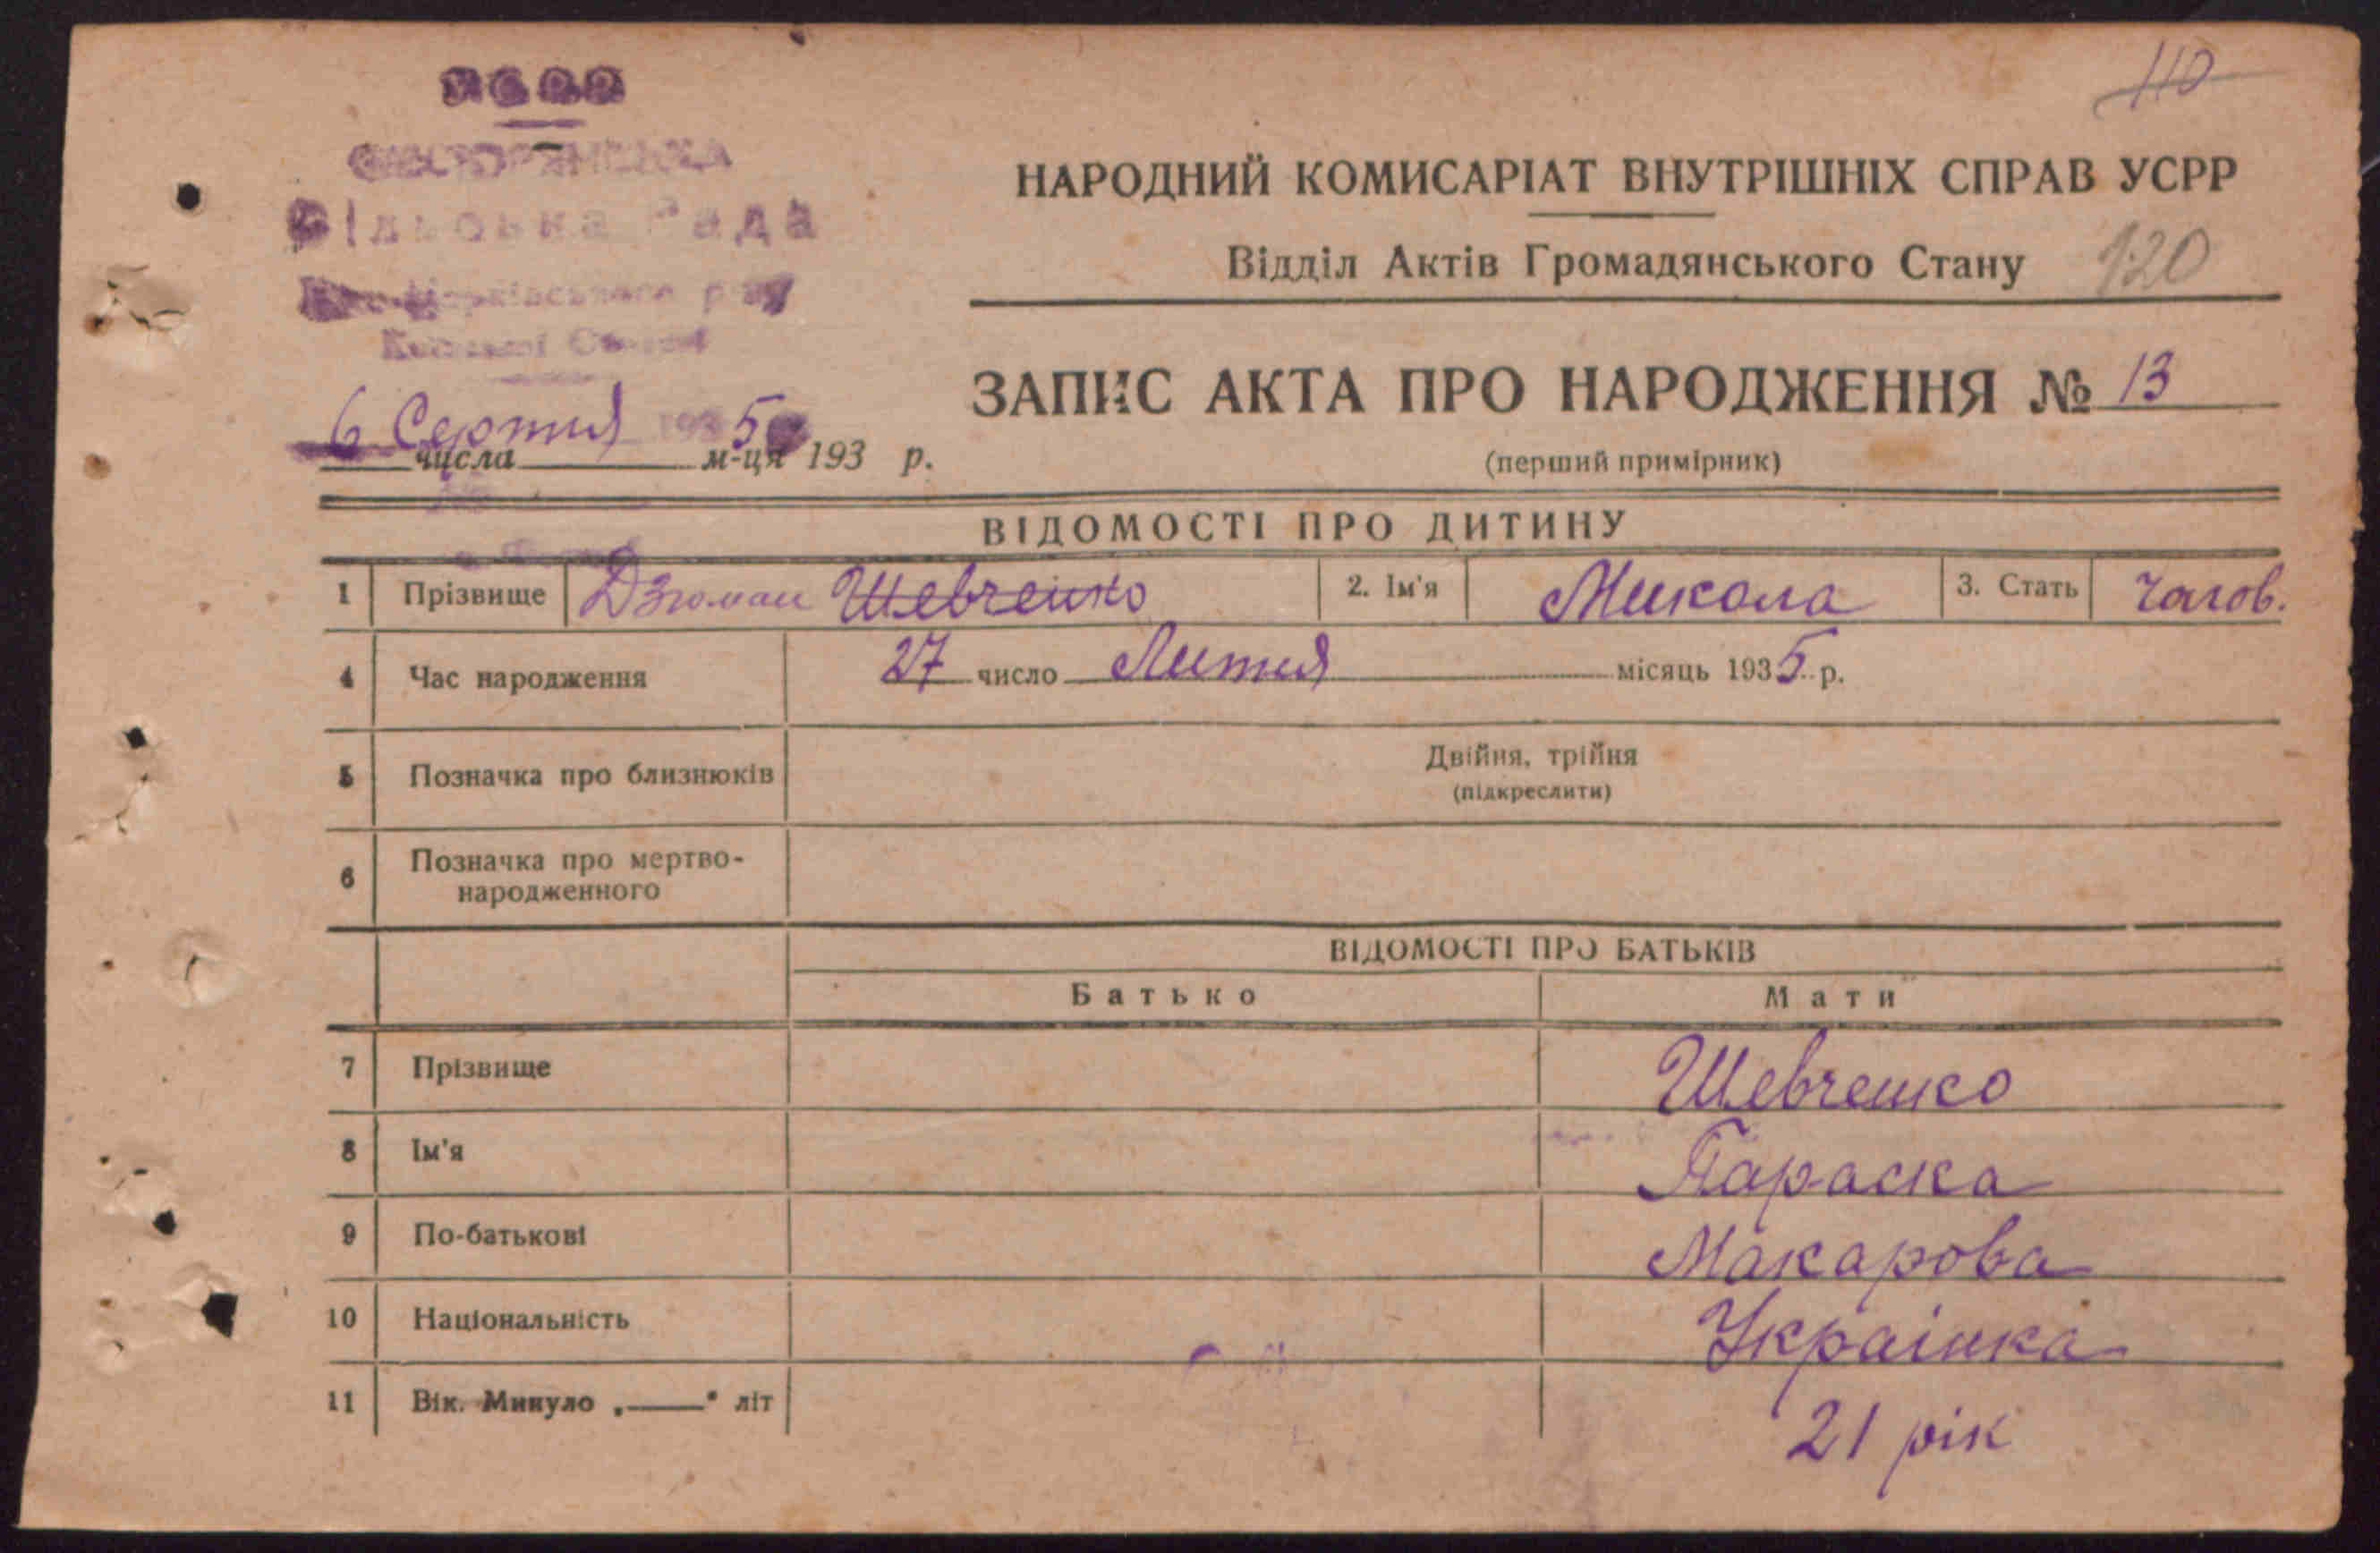 УСРР
110
Сільська Рада
НАРОДНИЙ КОМИСАРІАТ ВНУТРІШНІХ СПРАВ УСРР
Відділ Актів Громадянського Стану 120
ЗАПИС АКТА ПРО НАРОДЖЕННЯ № 13
(перший примірник)
6 Серпня 1935
числа м-ця 193 р.
ВІДОМОСТІ ПРО ДИТИНУ
1 Прізвище Дзюман Шевченко 2. Ім'я Микола 3. Стать Чолов.
4 Час народження 27 число Липня місяць 1935 р.
5 Позначка про близнюків Двійня, трійня
(підкреслити)
6 Позначка про мертво-
народженного
ВІДОМОСТІ ПРО БАТЬКІВ
Батько Мати
7 Прізвище Шевченко
8 Ім'я Параска
9 По-батькові Макарова
10 Національність Українка
11 Вік. Минуло „——" літ 21 рік